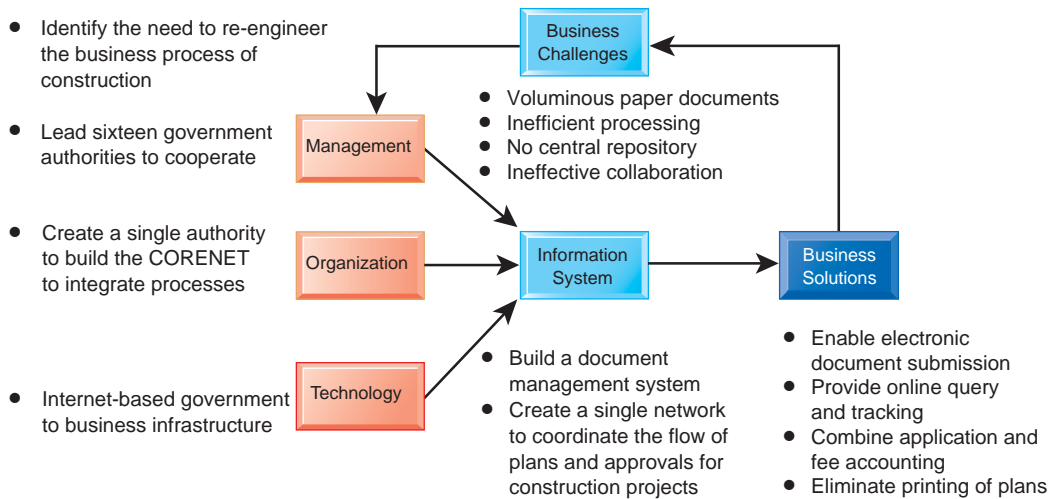 • Identify the need to re-engineer
the business process of
construction
• Lead sixteen government
authorities to cooperate
• Create a single authority
to build the CORENET
to integrate processes
• Internet-based government
to business infrastructure
Business
Challenges
• Voluminous paper documents
• Inefficient processing
• No central repository
• Ineffective collaboration
Management
Organization
Technology
Information
System
• Build a document
management system
• Create a single network
to coordinate the flow of
plans and approvals for
construction projects
Business
Solutions
• Enable electronic
document submission
• Provide online query
and tracking
• Combine application and
fee accounting
• Eliminate printing of plans